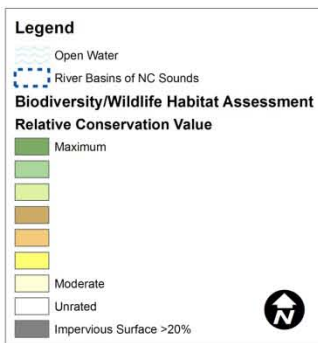 Legend
Open Water
River Basins of NC Sounds
Biodiversity/Wildlife Habitat Assessment
Relative Conservation Value
Maximum
Moderate
Unrated
Impervious Surface >20%
N